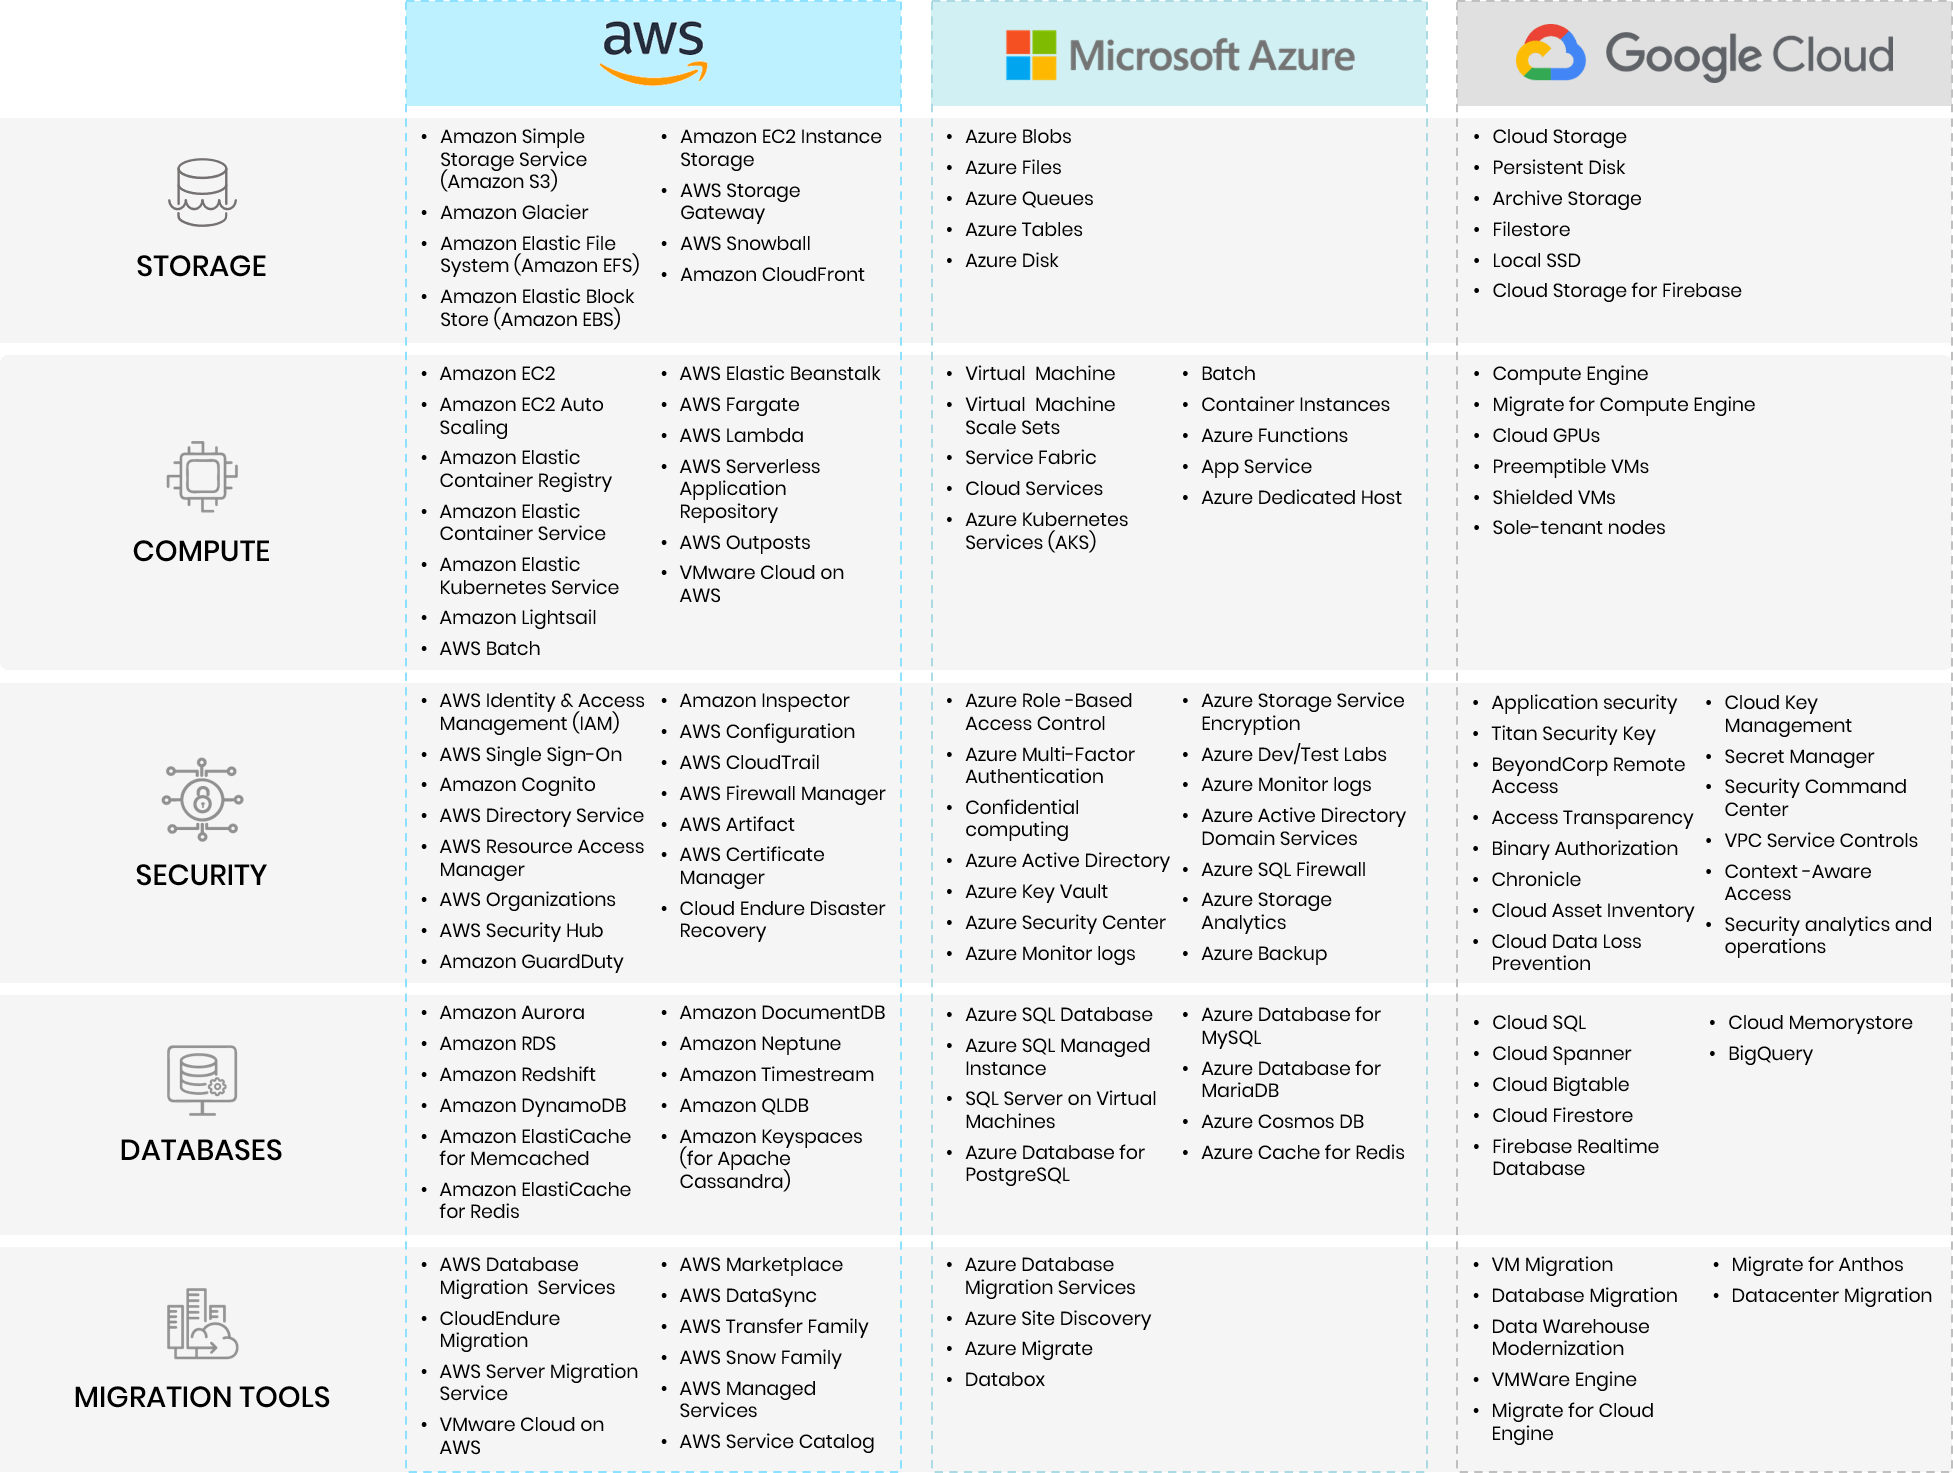 aws
Microsoft Azure
Google Cloud
STORAGE
• Amazon Simple
Storage Service
(Amazon S3)
• Amazon Glacier
• Amazon Elastic File
System (Amazon EFS)
• Amazon Elastic Block
Store (Amazon EBS)
• Amazon EC2 Instance
Storage
• AWS Storage
Gateway
• AWS Snowball
• Amazon CloudFront
• Azure Blobs
• Azure Files
• Azure Queues
• Azure Tables
• Azure Disk
• Cloud Storage
• Persistent Disk
• Archive Storage
• Filestore
• Local SSD
• Cloud Storage for Firebase
COMPUTE
• Amazon EC2
• Amazon EC2 Auto
Scaling
• Amazon Elastic
Container Registry
• Amazon Elastic
Container Service
• Amazon Elastic
Kubernetes Service
• Amazon Lightsail
• AWS Batch
• AWS Elastic Beanstalk
• AWS Fargate
• AWS Lambda
• AWS Serverless
Application
Repository
• AWS Outposts
• VMware Cloud on
AWS
• Virtual Machine
• Virtual Machine
Scale Sets
• Service Fabric
• Cloud Services
• Azure Kubernetes
Services (AKS)
• Batch
• Container Instances
• Azure Functions
• App Service
• Azure Dedicated Host
• Compute Engine
• Migrate for Compute Engine
• Cloud GPUs
• Preemptible VMs
• Shielded VMs
• Sole-tenant nodes
SECURITY
• AWS Identity & Access
Management (IAM)
• AWS Single Sign-On
• Amazon Cognito
• AWS Directory Service
• AWS Resource Access
Manager
• AWS Organizations
• AWS Security Hub
• Amazon GuardDuty
• Amazon Inspector
• AWS Configuration
• AWS CloudTrail
• AWS Firewall Manager
• AWS Artifact
• AWS Certificate
Manager
• Cloud Endure Disaster
Recovery
• Azure Role -Based
Access Control
• Azure Multi-Factor
Authentication
• Confidential
computing
• Azure Active Directory
• Azure Key Vault
• Azure Security Center
• Azure Monitor logs
• Azure Storage Service
Encryption
• Azure Dev/Test Labs
• Azure Monitor logs
• Azure Active Directory
Domain Services
• Azure SQL Firewall
• Azure Storage
Analytics
• Azure Backup
• Application security
• Titan Security Key
• BeyondCorp Remote
Access
• Access Transparency
• Binary Authorization
• Chronicle
• Cloud Asset Inventory
• Cloud Data Loss
Prevention
• Cloud Key
Management
• Secret Manager
• Security Command
Center
• VPC Service Controls
• Context -Aware
Access
• Security analytics and
operations
DATABASES
• Amazon Aurora
• Amazon RDS
• Amazon Redshift
• Amazon DynamoDB
• Amazon ElastiCache
for Memcached
• Amazon ElastiCache
for Redis
• Amazon DocumentDB
• Amazon Neptune
• Amazon Timestream
• Amazon QLDB
• Amazon Keyspaces
(for Apache
Cassandra)
• Azure SQL Database
• Azure SQL Managed
Instance
• SQL Server on Virtual
Machines
• Azure Database for
PostgreSQL
• Azure Database for
MySQL
• Azure Database for
MariaDB
• Azure Cosmos DB
• Azure Cache for Redis
• Cloud SQL
• Cloud Spanner
• Cloud Bigtable
• Cloud Firestore
• Firebase Realtime
Database
• Cloud Memorystore
• BigQuery
MIGRATION TOOLS
• AWS Database
Migration Services
• CloudEndure
Migration
• AWS Server Migration
Service
• VMware Cloud on
AWS
• AWS Marketplace
• AWS DataSync
• AWS Transfer Family
• AWS Snow Family
• AWS Managed
Services
• AWS Service Catalog
• Azure Database
Migration Services
• Azure Site Discovery
• Azure Migrate
• Databox
• VM Migration
• Database Migration
• Data Warehouse
Modernization
• VMWare Engine
• Migrate for Cloud
Engine
• Migrate for Anthos
• Datacenter Migration